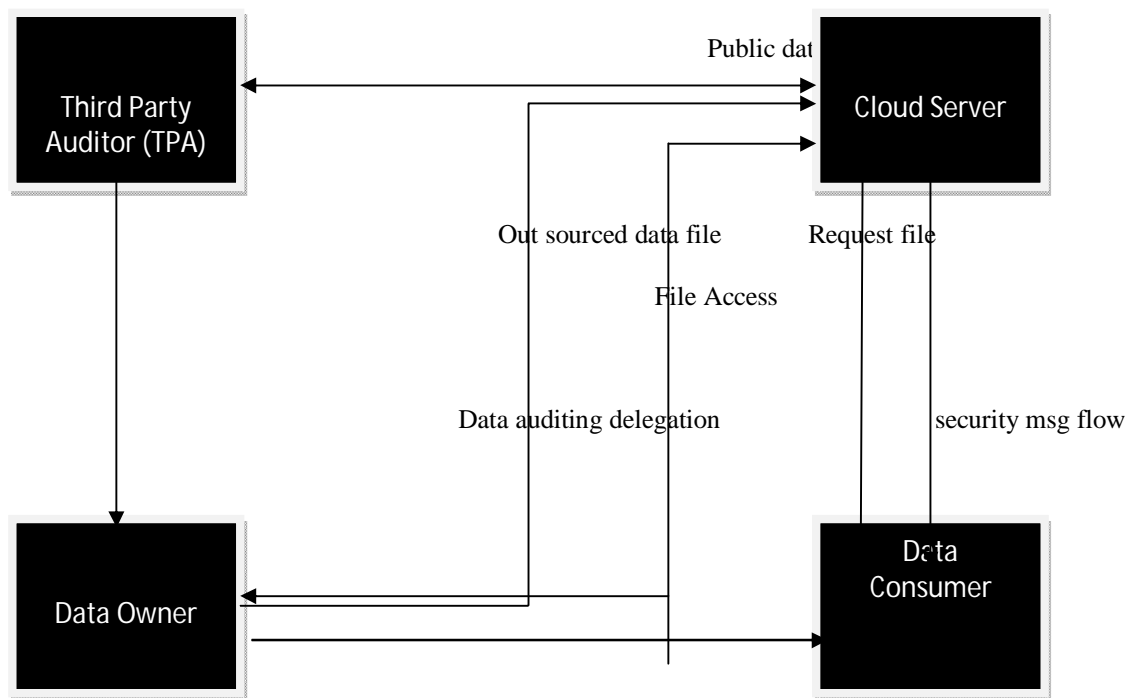 Public dat
Third Party
Auditor (TPA)
Cloud Server
Out sourced data file
Request file
File Access
Data auditing delegation
security msg flow
Data
Consumer
Data Owner